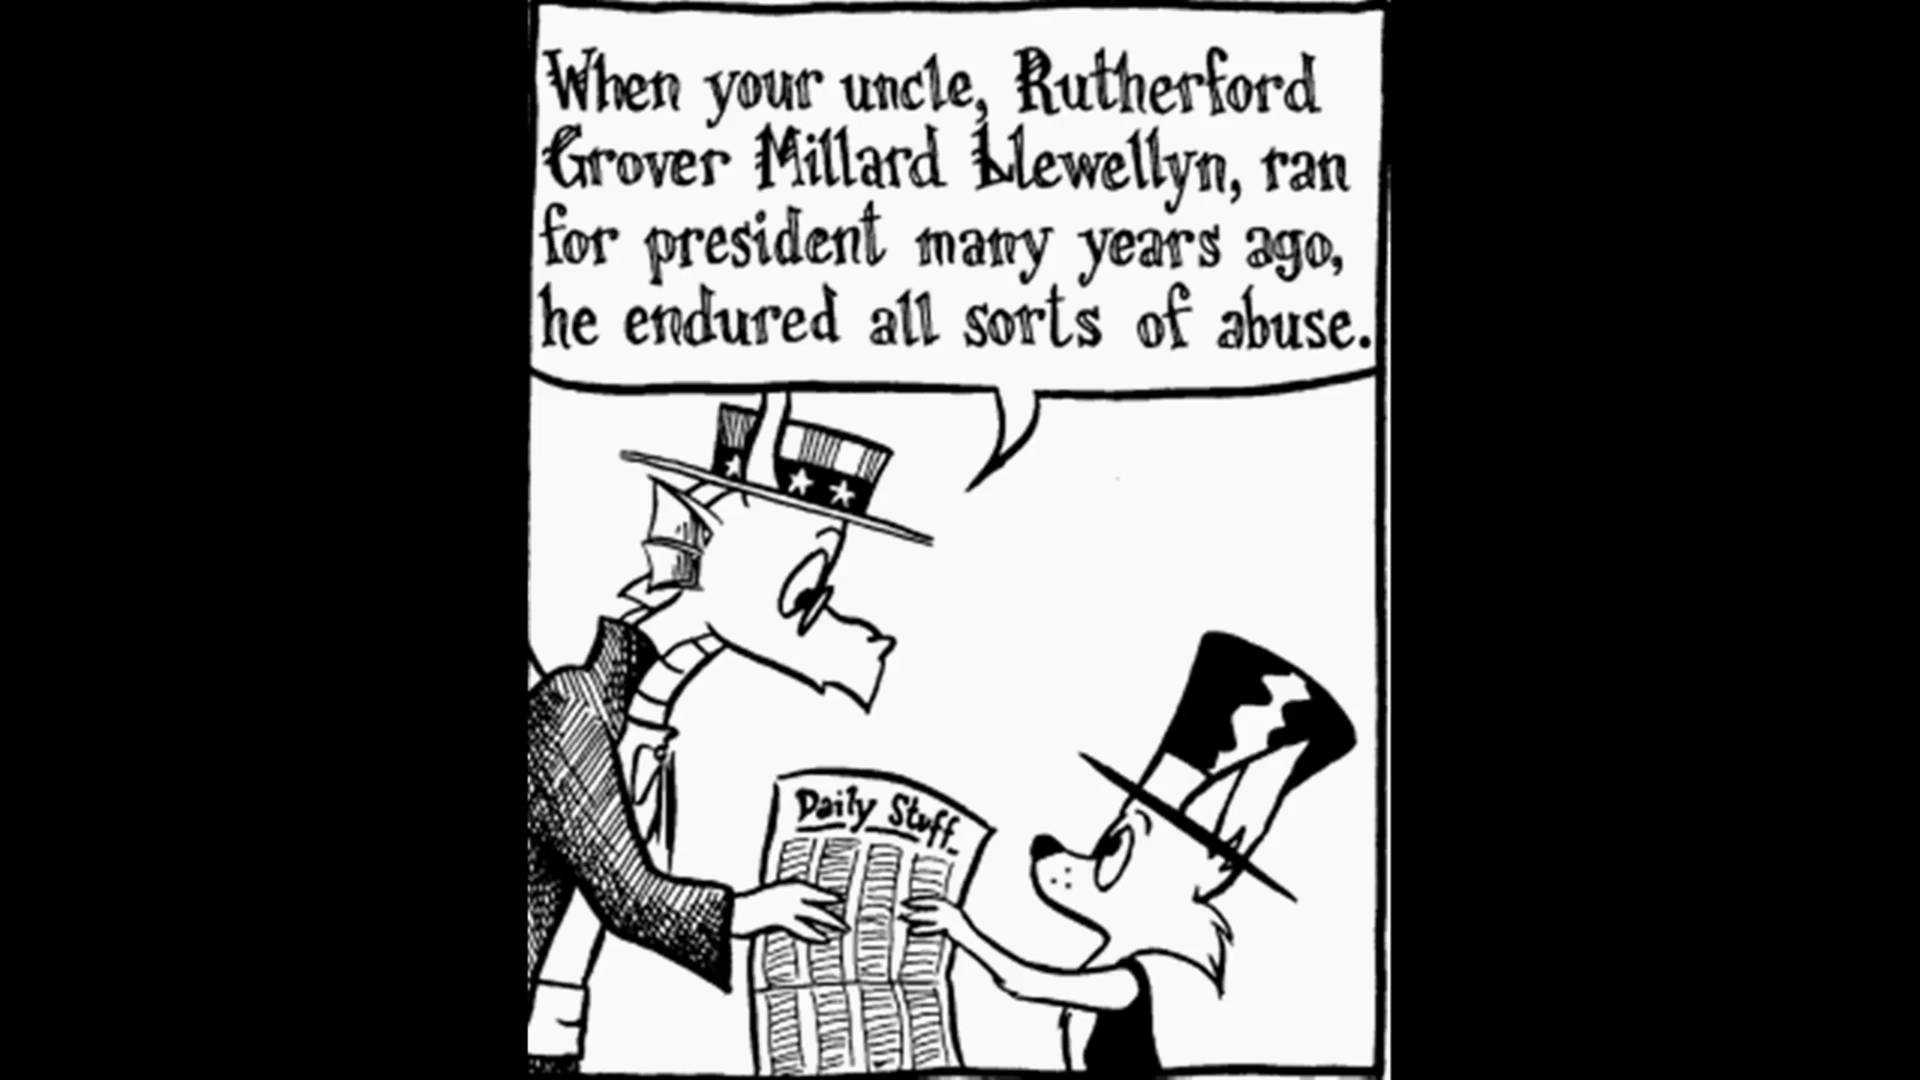 When your uncle, Rutherford
Grover Millard Llewellyn, ran
for president many years ago,
he endured all sorts of abuse.
Daily Stuff